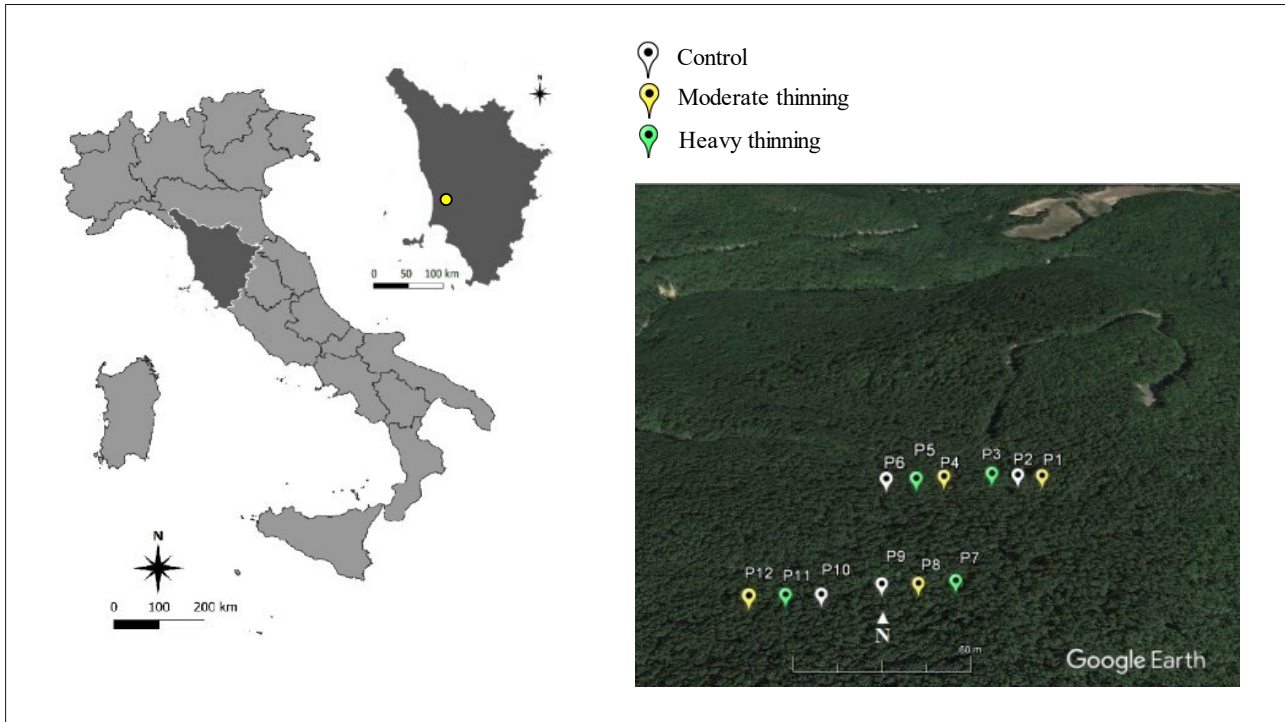 N
0 50 100 km
N
0 100 200 km
Control
Moderate thinning
Heavy thinning
P6 P5 P4 P3 P2 P1
P12 P11 P10 P9 P8 P7
N
60 m
Google Earth